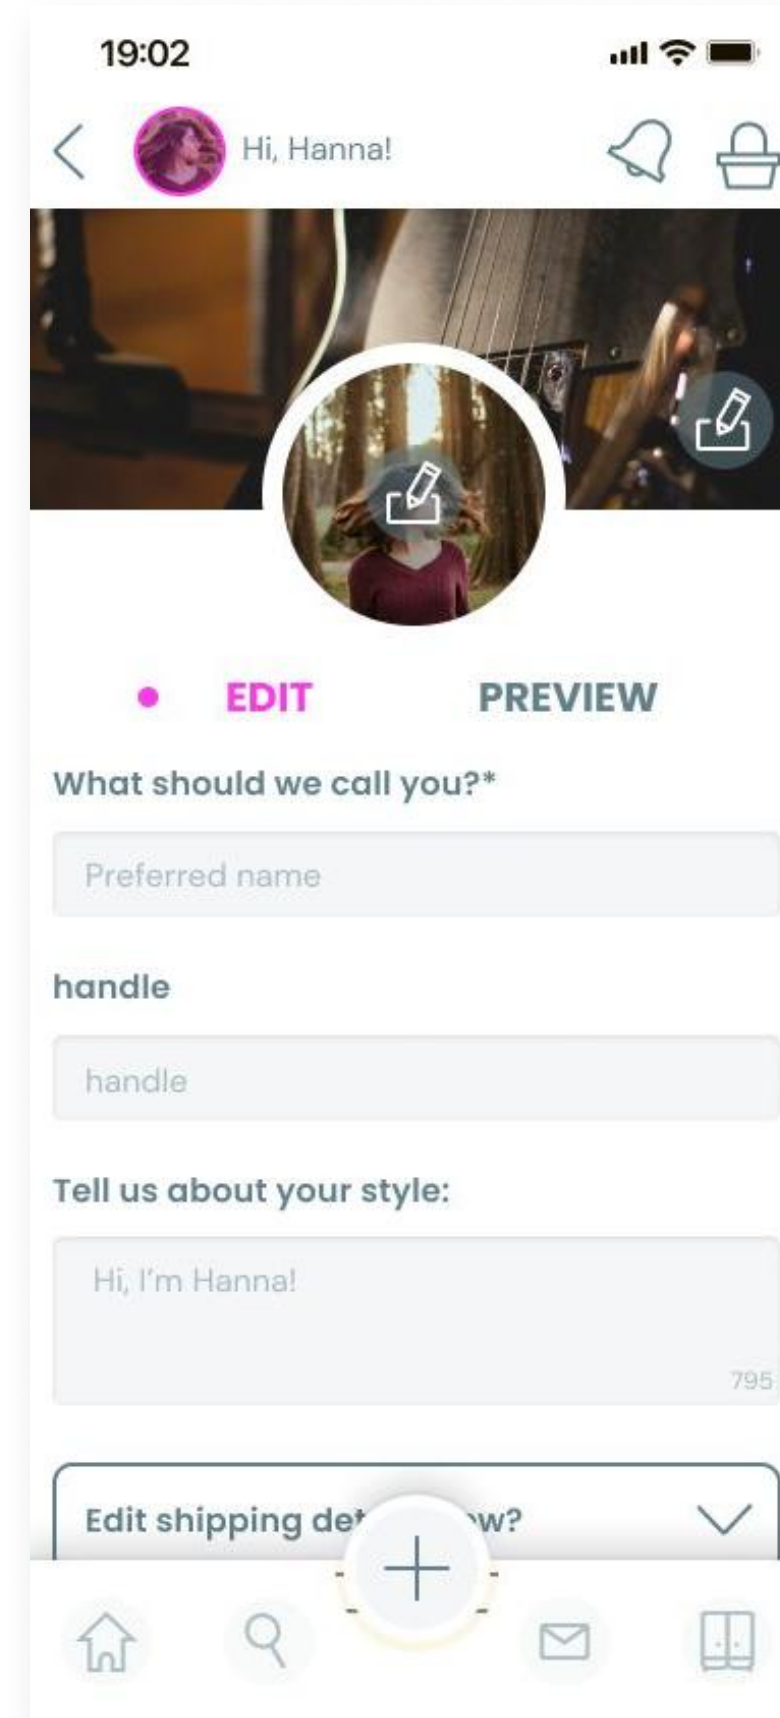 19:02
Hi, Hanna!
EDIT PREVIEW
What should we call you?*
Preferred name
handle
handle
Tell us about your style:
Hi, I'm Hanna!
795
Edit shipping